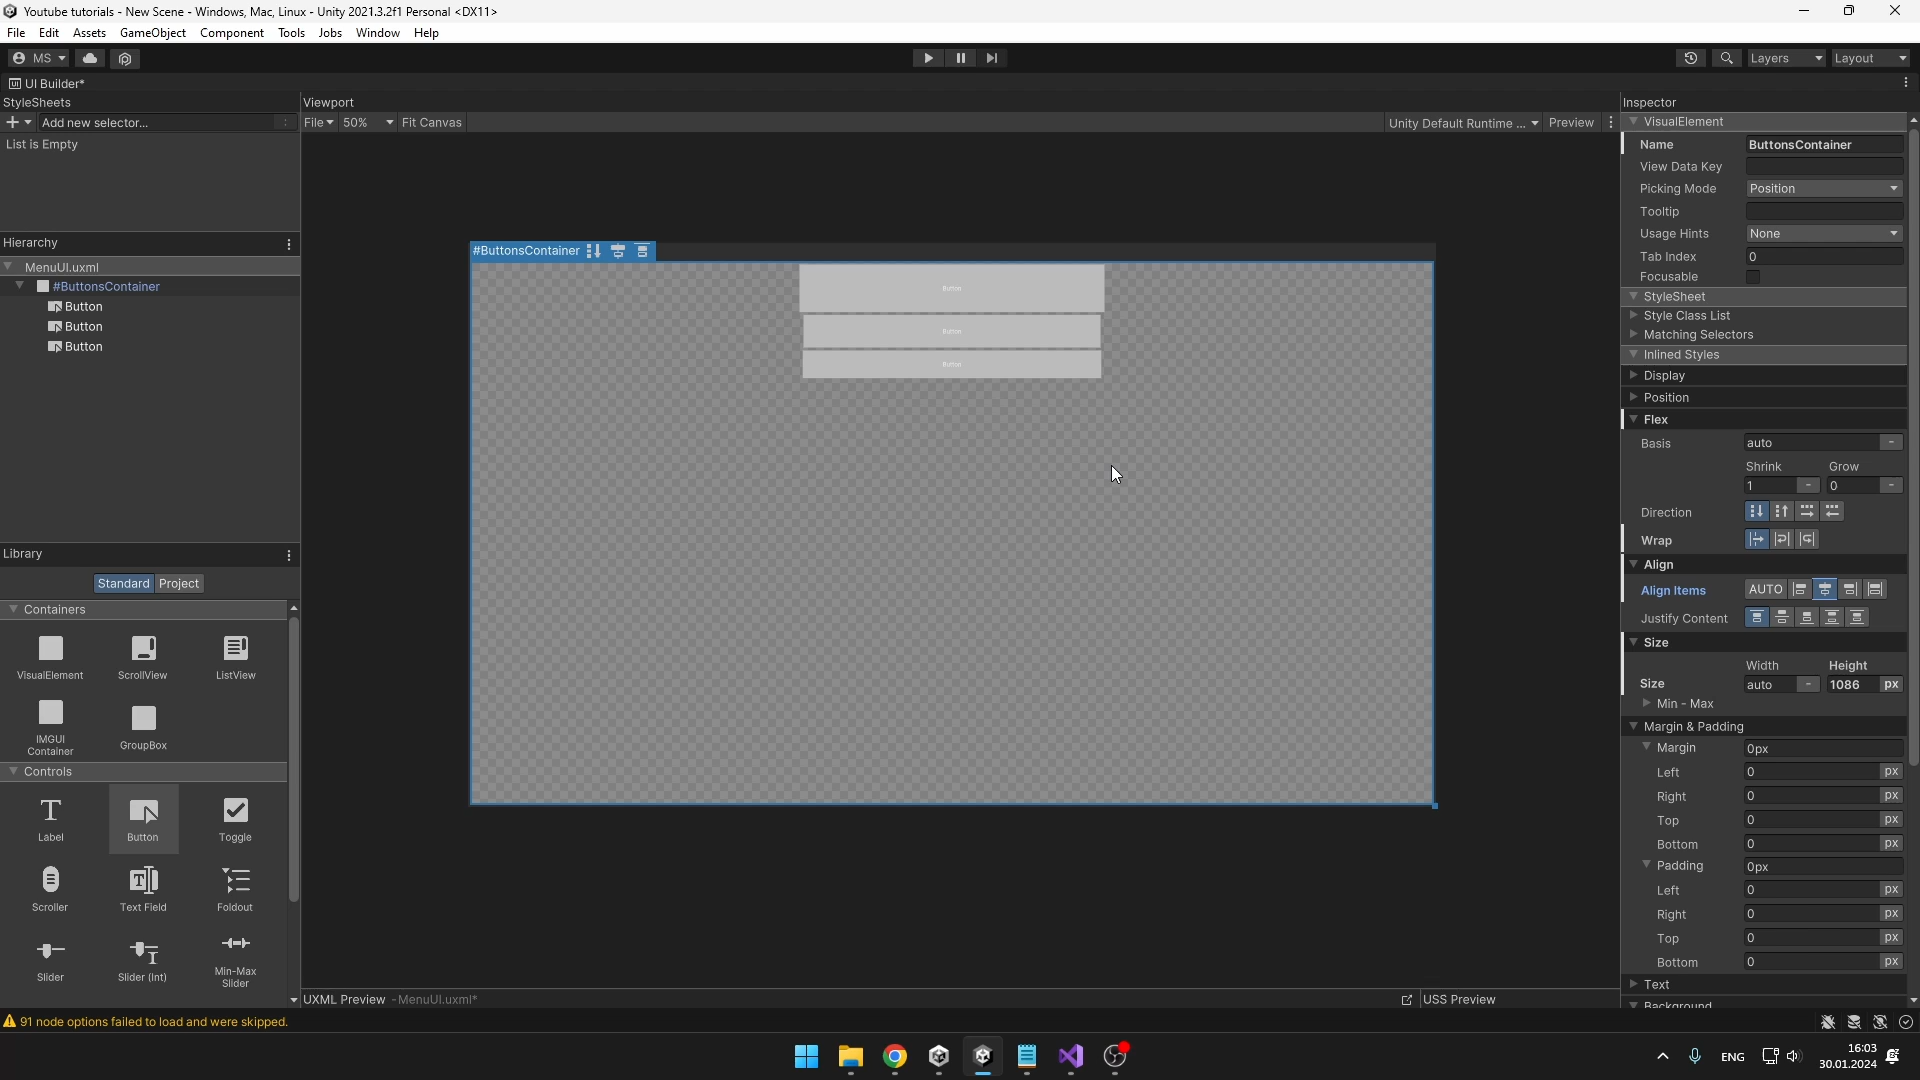 Youtube tutorials - New Scene - Windows, Mac, Linux - Unity 2021.3.2f1 Personal <DX11>
File Edit Assets GameObject Component Tools Jobs Window Help
MS Layers Layout
UI Builder*
StyleSheets Viewport Inspector
Add new selector... File 50% Fit Canvas Unity Default Runtime ... Preview
List is Empty
Hierarchy
MenuUI.uxml
#ButtonsContainer
Button
Button
Button
Library
Standard Project
Containers
VisualElement ScrollView ListView
IMGUI Container GroupBox
Controls
Label Button Toggle
Scroller Text Field Foldout
Slider Slider (Int) Min-Max Slider
#ButtonsContainer
Button
Button
Button
UXML Preview - MenuUI.uxml* USS Preview
VisualElement
Name ButtonsContainer
View Data Key
Picking Mode Position
Tooltip
Usage Hints None
Tab Index 0
Focusable
StyleSheet
Style Class List
Matching Selectors
Inlined Styles
Display
Position
Flex
Basis auto -
Shrink Grow
1 - 0 -
Direction
Wrap
Align
Align Items AUTO
Justify Content
Size
Width Height
Size auto - 1086 px
Min - Max
Margin & Padding
Margin 0px
Left 0 px
Right 0 px
Top 0 px
Bottom 0 px
Padding 0px
Left 0 px
Right 0 px
Top 0 px
Bottom 0 px
Text
Background
91 node options failed to load and were skipped.
ENG 16:03
30.01.2024